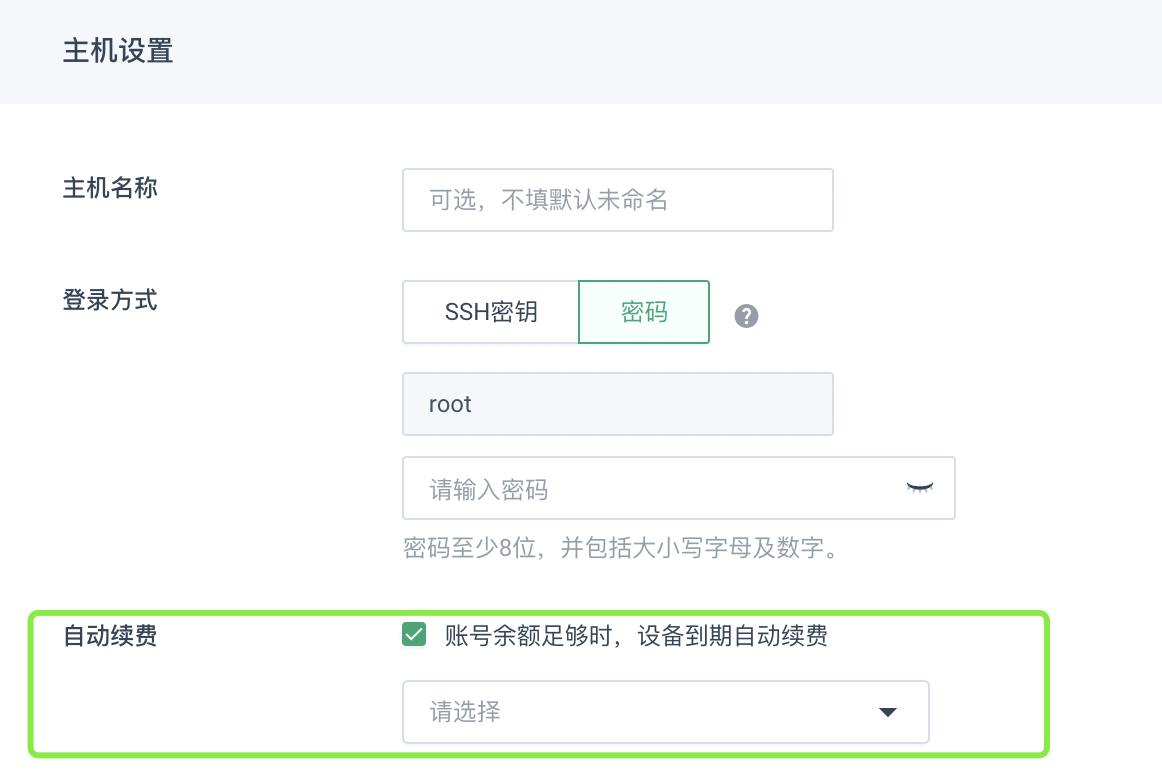 主机设置
主机名称
可选，不填默认未命名
登录方式
SSH密钥 密码 ?
root
请输入密码
密码至少8位，并包括大小写字母及数字。
自动续费
账号余额足够时，设备到期自动续费
请选择